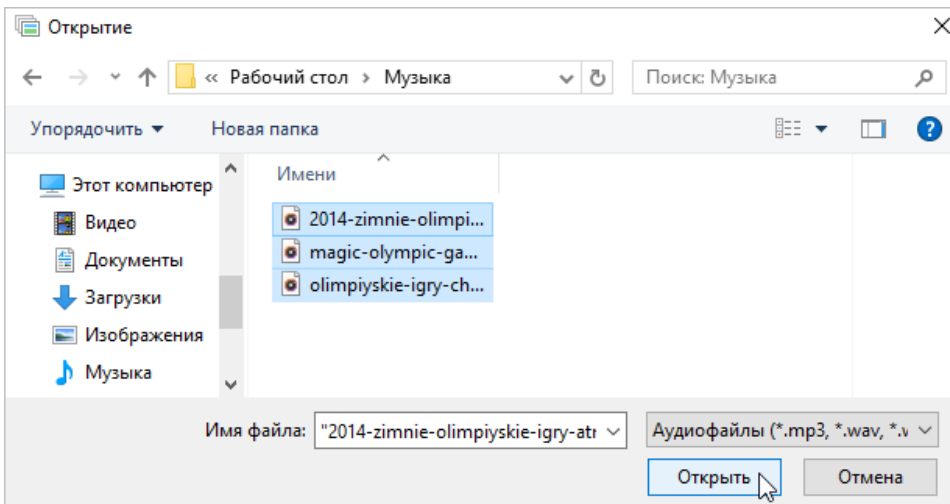 Открытие
« Рабочий стол › Музыка
Поиск: Музыка
Упорядочить
Новая папка
Этот компьютер
Видео
Документы
Загрузки
Изображения
Музыка
Имени
2014-zimnie-olimpi...
magic-olympic-ga...
olimpiyskie-igry-ch...
Имя файла: "2014-zimnie-olimpiyskie-igry-atr
Аудиофайлы (*.mp3, *.wav, *.v
Открыть
Отмена